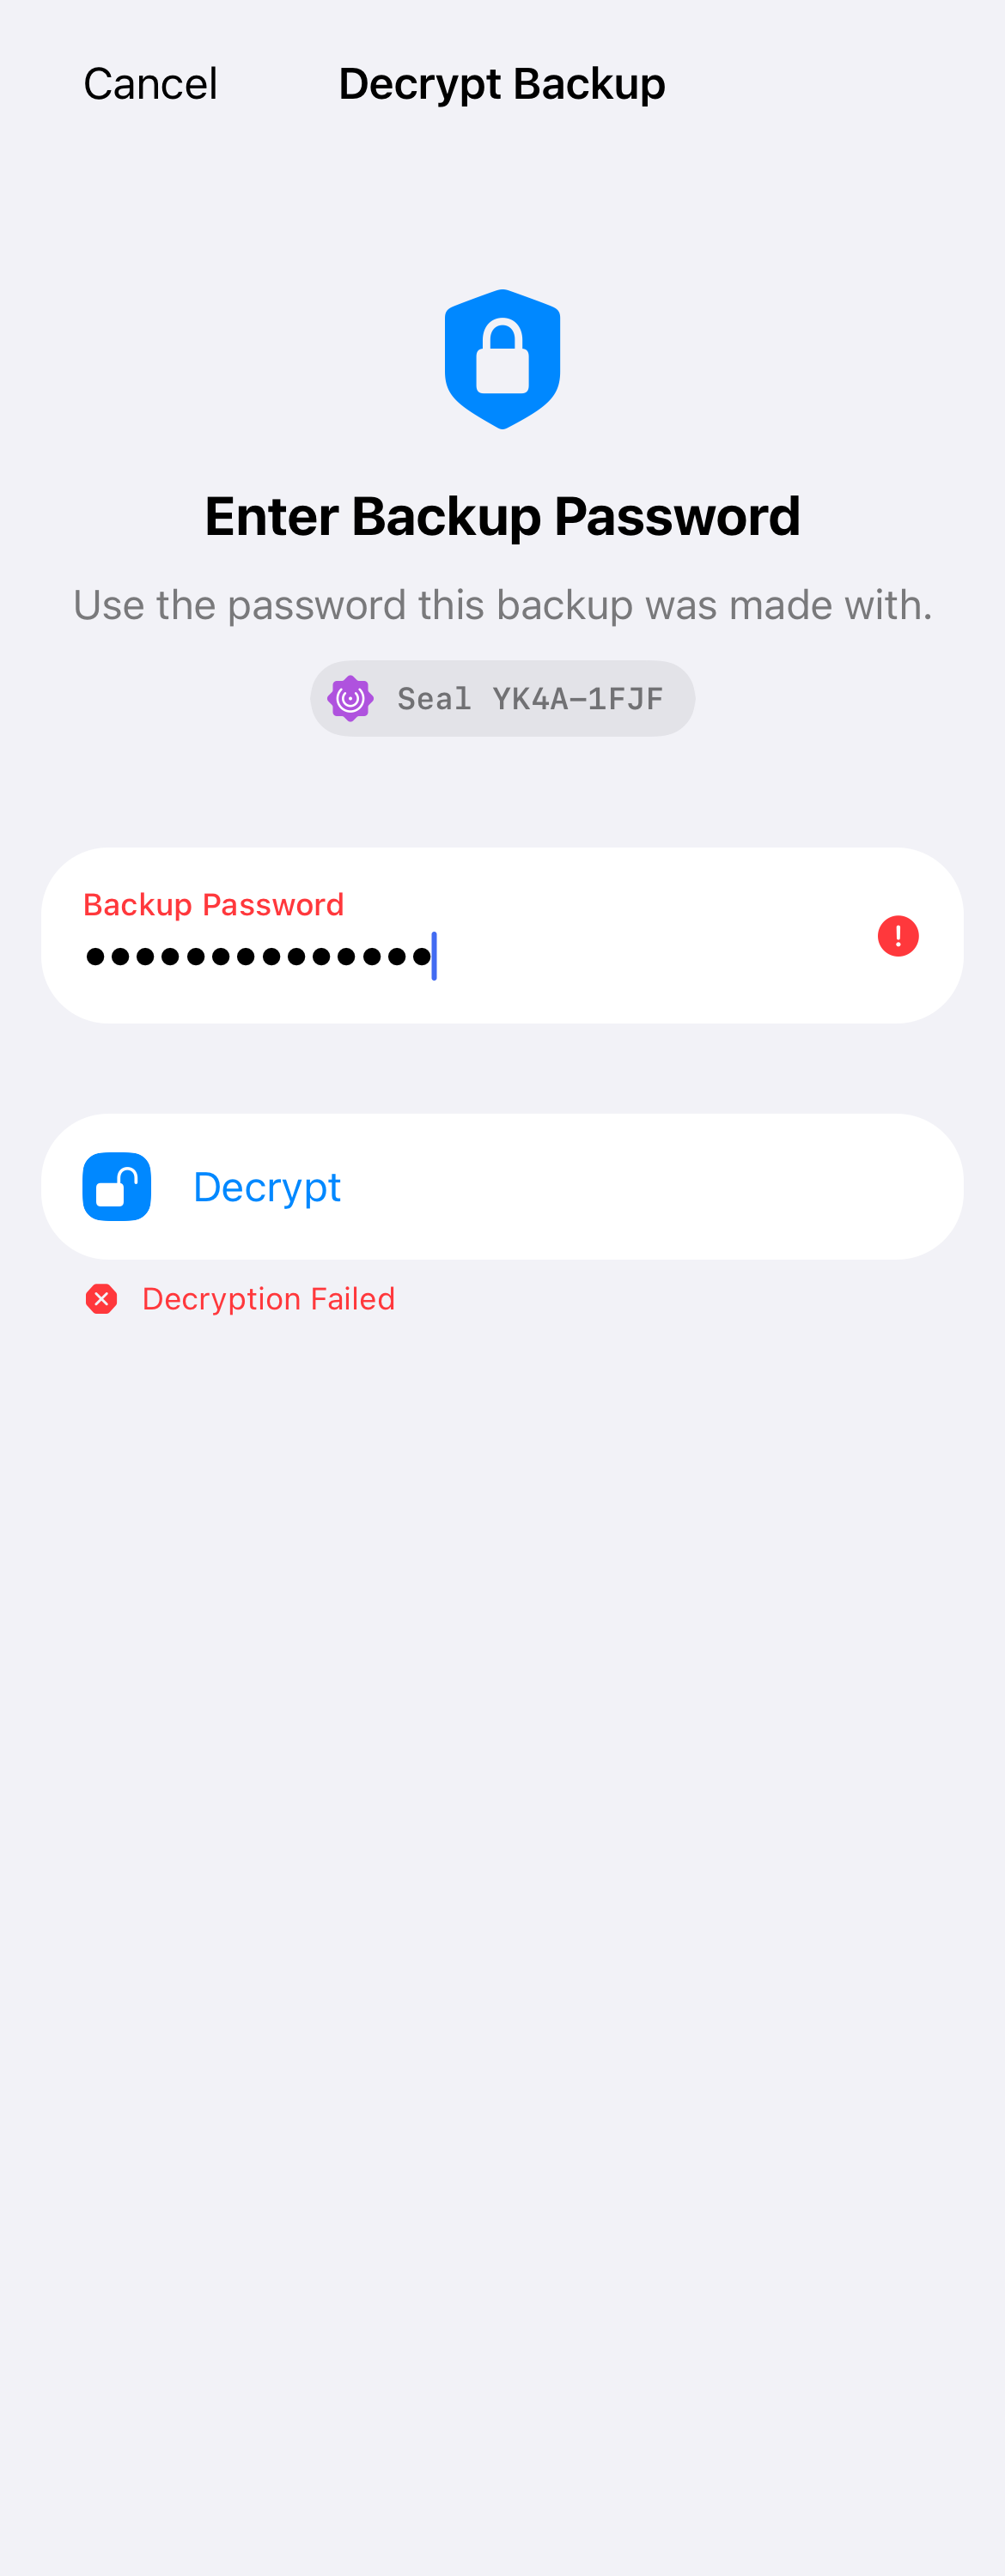 Cancel
Decrypt Backup
Enter Backup Password
Use the password this backup was made with.
Seal YK4A–1FJF
Backup Password
••••••••••••••
Decrypt
Decryption Failed